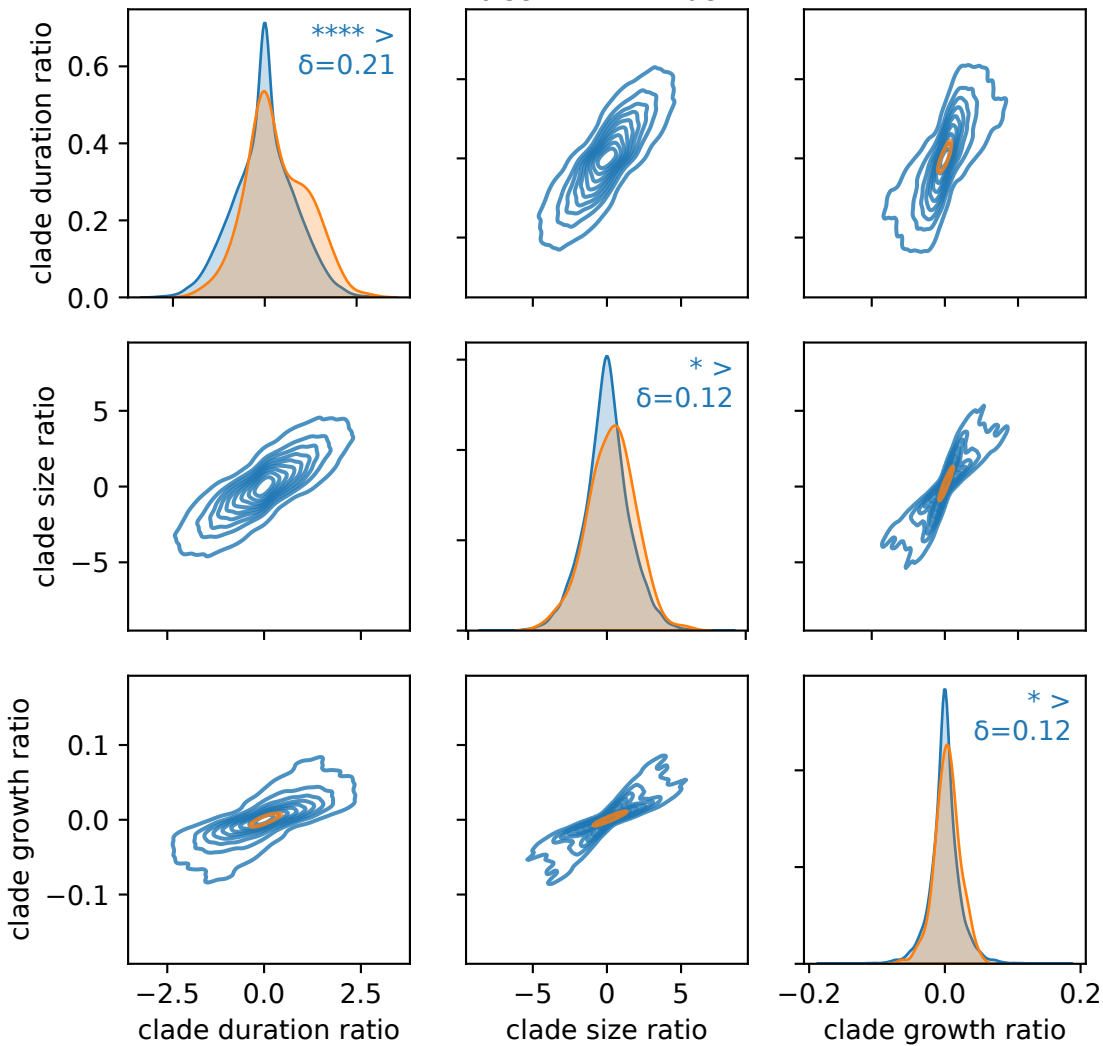 clade duration ratio
0.6
0.4
0.2
0.0
**** >
δ=0.21
clade size ratio
5
0
−5
* >
δ=0.12
clade growth ratio
0.1
0.0
−0.1
* >
δ=0.12
−2.5 0.0 2.5
−5 0 5
−0.2 0.0 0.2
clade duration ratio
clade size ratio
clade growth ratio